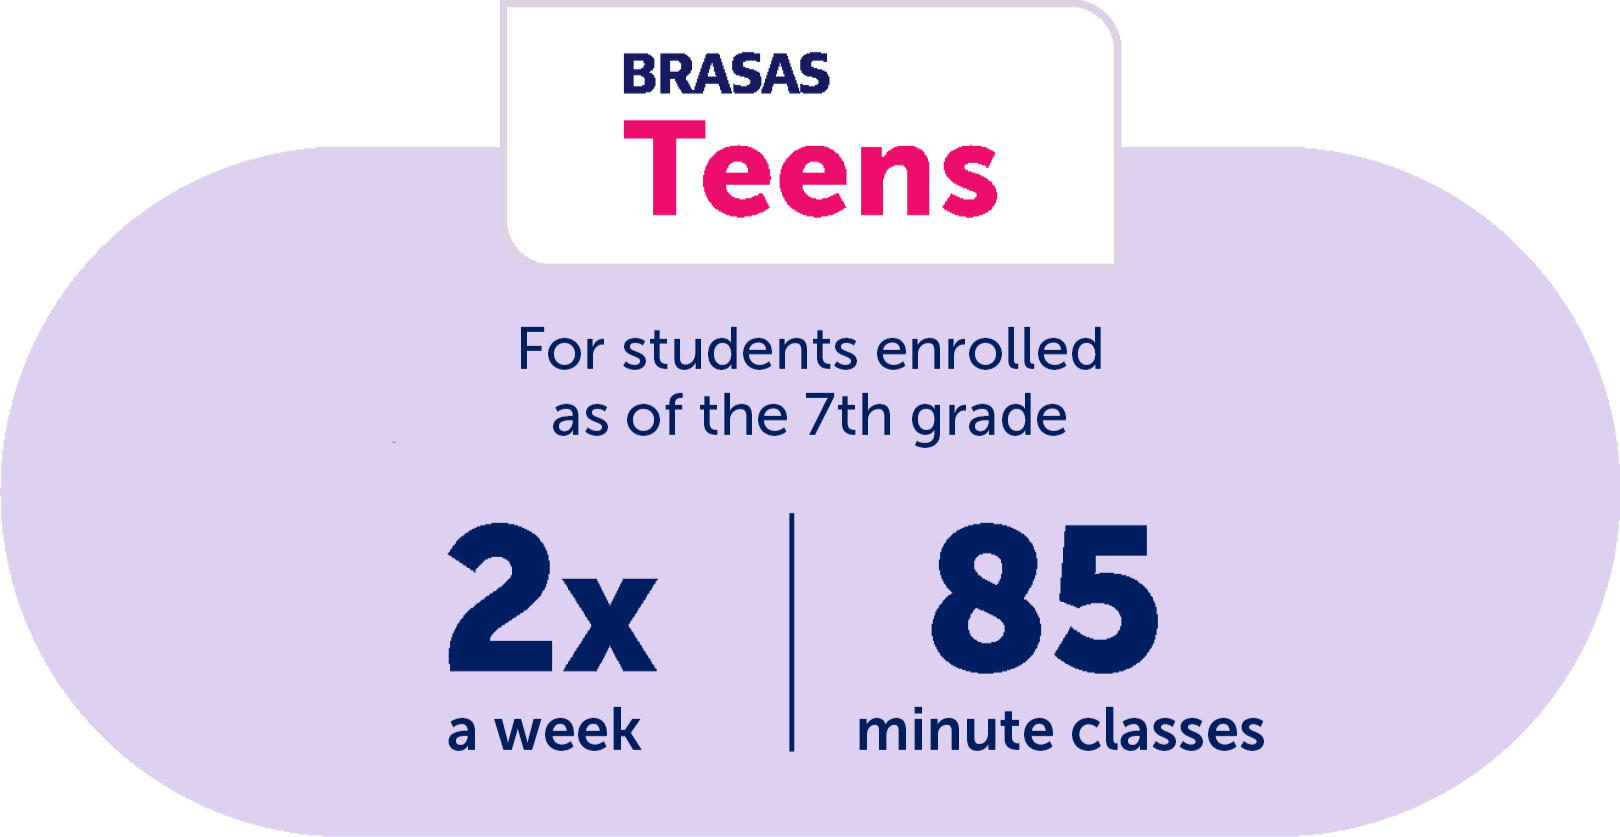 BRASAS
Teens
For students enrolled
as of the 7th grade
2x
a week
85
minute classes